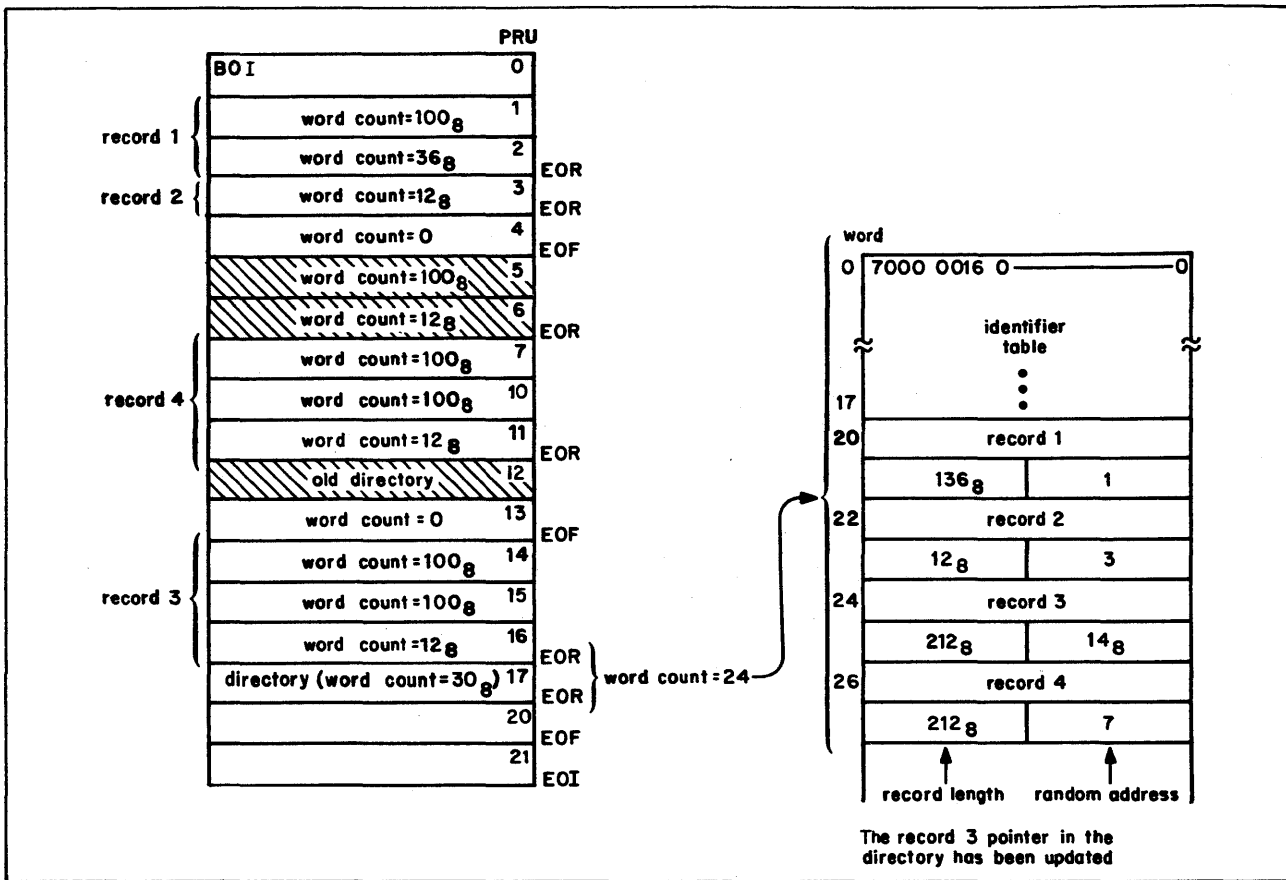 PRU
BOI 0
record 1
word count=100₈ 1
word count=36₈ 2
EOR
record 2
word count=12₈ 3
EOR
word count=0 4
EOF
word count=100₈ 5
word count=12₈ 6
EOR
record 4
word count=100₈ 7
word count=100₈ 10
word count=12₈ 11
EOR
old directory 12
word count=0 13
EOF
record 3
word count=100₈ 14
word count=100₈ 15
word count=12₈ 16
EOR
directory (word count=30₈) 17
EOR
20
EOF
21
EOI
word count=24
word
0 7000 0016 0 0
identifier
table
17
20 record 1
136₈ 1
22 record 2
12₈ 3
24 record 3
212₈ 14₈
26 record 4
212₈ 7
record length random address
The record 3 pointer in the
directory has been updated